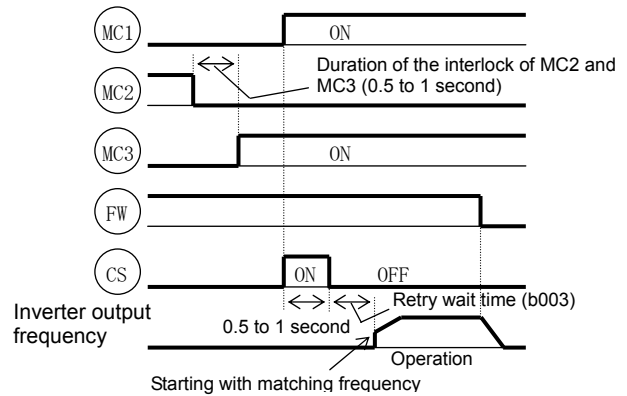 MC1
ON
Duration of the interlock of MC2 and
MC3 (0.5 to 1 second)
MC2
MC3
ON
FW
CS
ON
OFF
Retry wait time (b003)
0.5 to 1 second
Inverter output
frequency
Operation
Starting with matching frequency